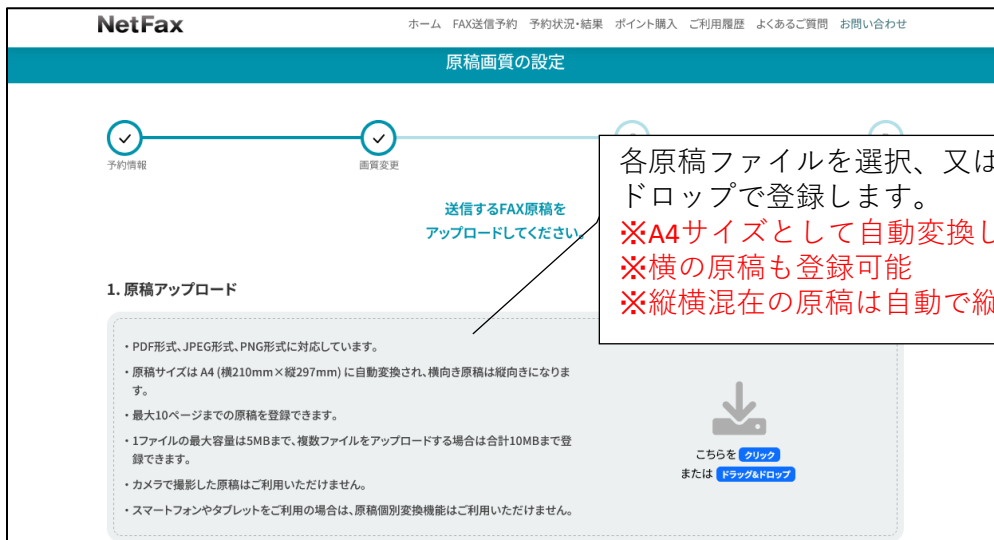 NetFax
ホーム FAX送信予約 予約状況・結果 ポイント購入 ご利用履歴 よくあるご質問 お問い合わせ
原稿画質の設定
予約情報
画質変更
送信するFAX原稿を
アップロードしてください。
各原稿ファイルを選択、又は
ドロップで登録します。
※A4サイズとして自動変換し
※横の原稿も登録可能
※縦横混在の原稿は自動で縦
1. 原稿アップロード
・PDF形式、JPEG形式、PNG形式に対応しています。
・原稿サイズは A4 (横210mm×縦297mm) に自動変換され、横向き原稿は縦向きになりま
す。
・最大10ページまでの原稿を登録できます。
・1ファイルの最大容量は5MBまで、複数ファイルをアップロードする場合は合計10MBまで登
録できます。
・カメラで撮影した原稿はご利用いただけません。
・スマートフォンやタブレットをご利用の場合は、原稿個別変換機能はご利用いただけません。
こちらを クリック
または ドラッグ&ドロップ